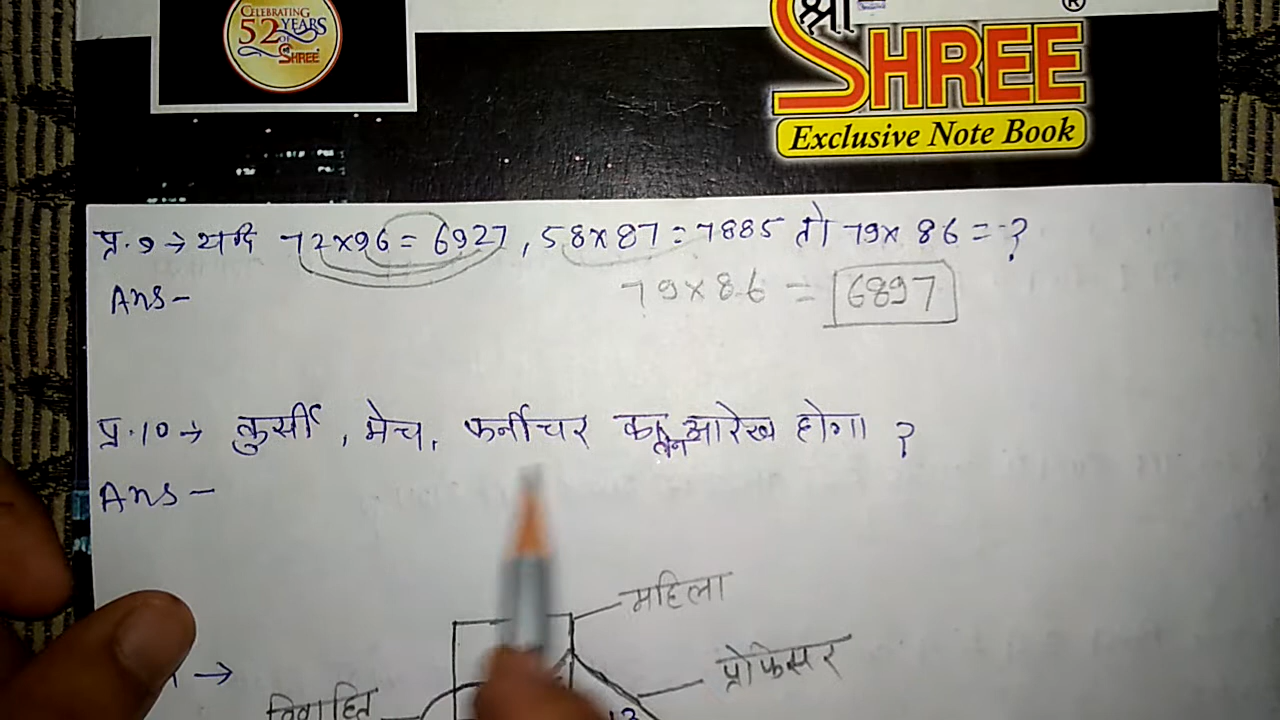 CELEBRATING
52 YEARS
OF
SHREE
श्री
SHREE
®
Exclusive Note Book
प्र.9→ यदि 72×96 = 6927, 58×87 = 7885 तो 79×86 = ?
Ans-
79×86 = 6897
प्र.10→ कुर्सी, मेच, फर्नीचर का वेन आरेख होगा ?
Ans-
महिला
प्रोफेसर
→
विवाहित